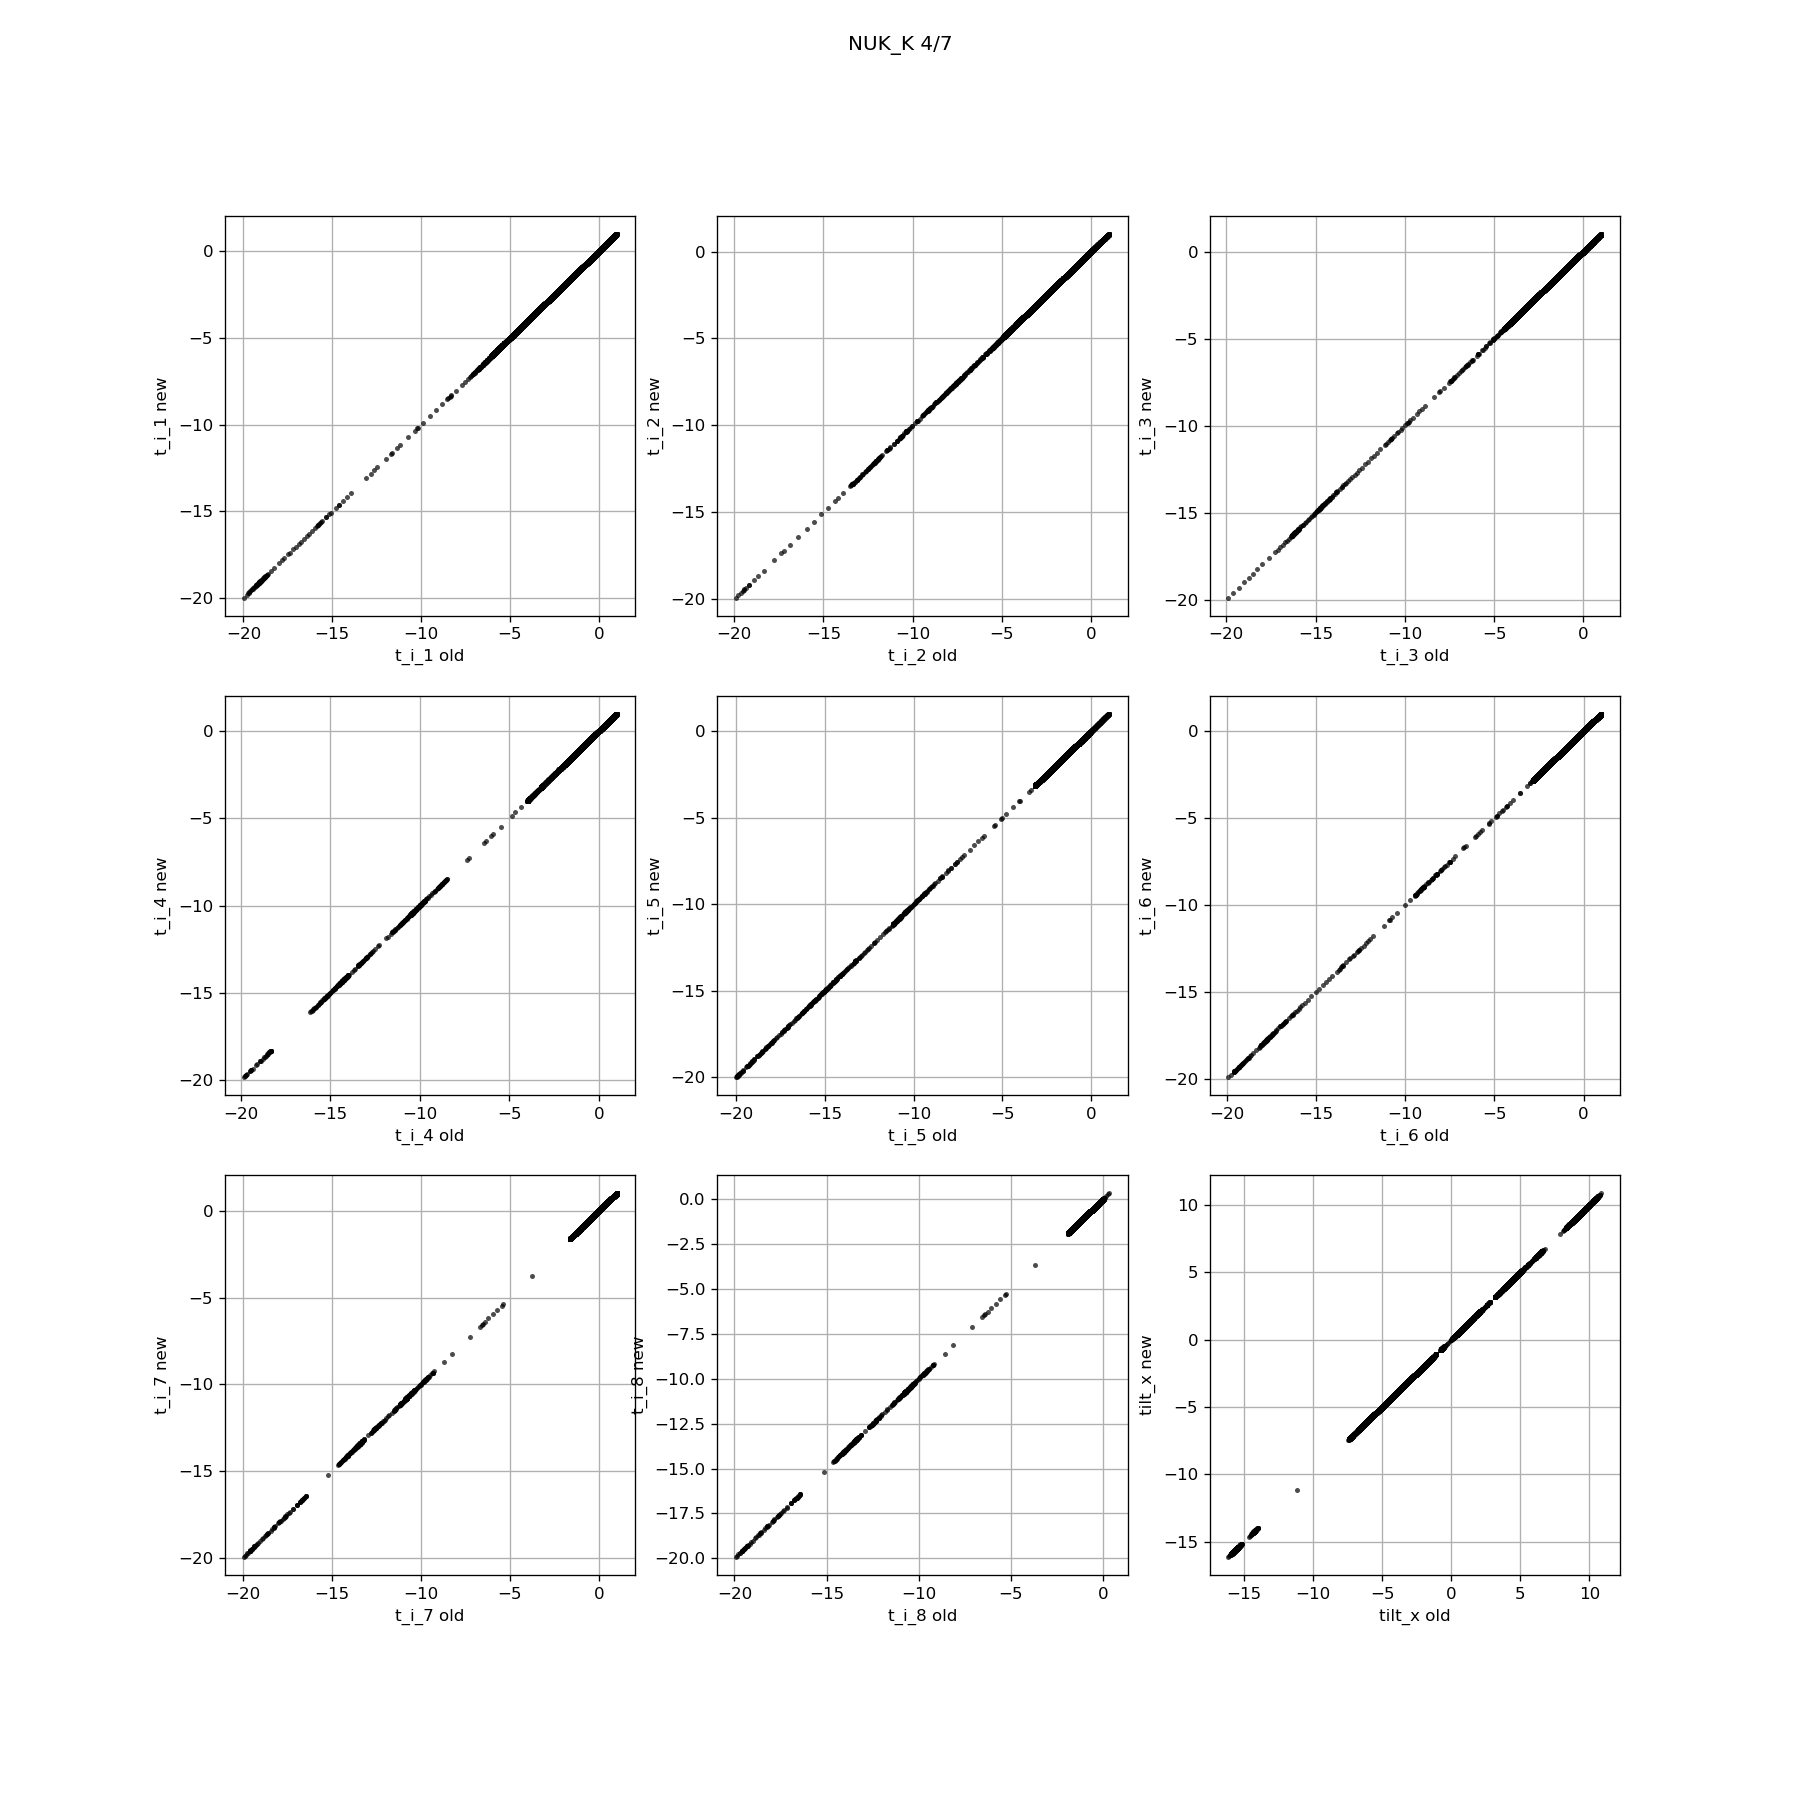 NUK_K 4/7
0
−5
−10
−15
−20
t_i_1 new
−20 −15 −10 −5 0
t_i_1 old
0
−5
−10
−15
−20
t_i_2 new
−20 −15 −10 −5 0
t_i_2 old
0
−5
−10
−15
−20
t_i_3 new
−20 −15 −10 −5 0
t_i_3 old
0
−5
−10
−15
−20
t_i_4 new
−20 −15 −10 −5 0
t_i_4 old
0
−5
−10
−15
−20
t_i_5 new
−20 −15 −10 −5 0
t_i_5 old
0
−5
−10
−15
−20
t_i_6 new
−20 −15 −10 −5 0
t_i_6 old
0
−5
−10
−15
−20
t_i_7 new
−20 −15 −10 −5 0
t_i_7 old
0.0
−2.5
−5.0
−7.5
−10.0
−12.5
−15.0
−17.5
−20.0
t_i_8 new
−20 −15 −10 −5 0
t_i_8 old
10
5
0
−5
−10
−15
tilt_x new
−15 −10 −5 0 5 10
tilt_x old